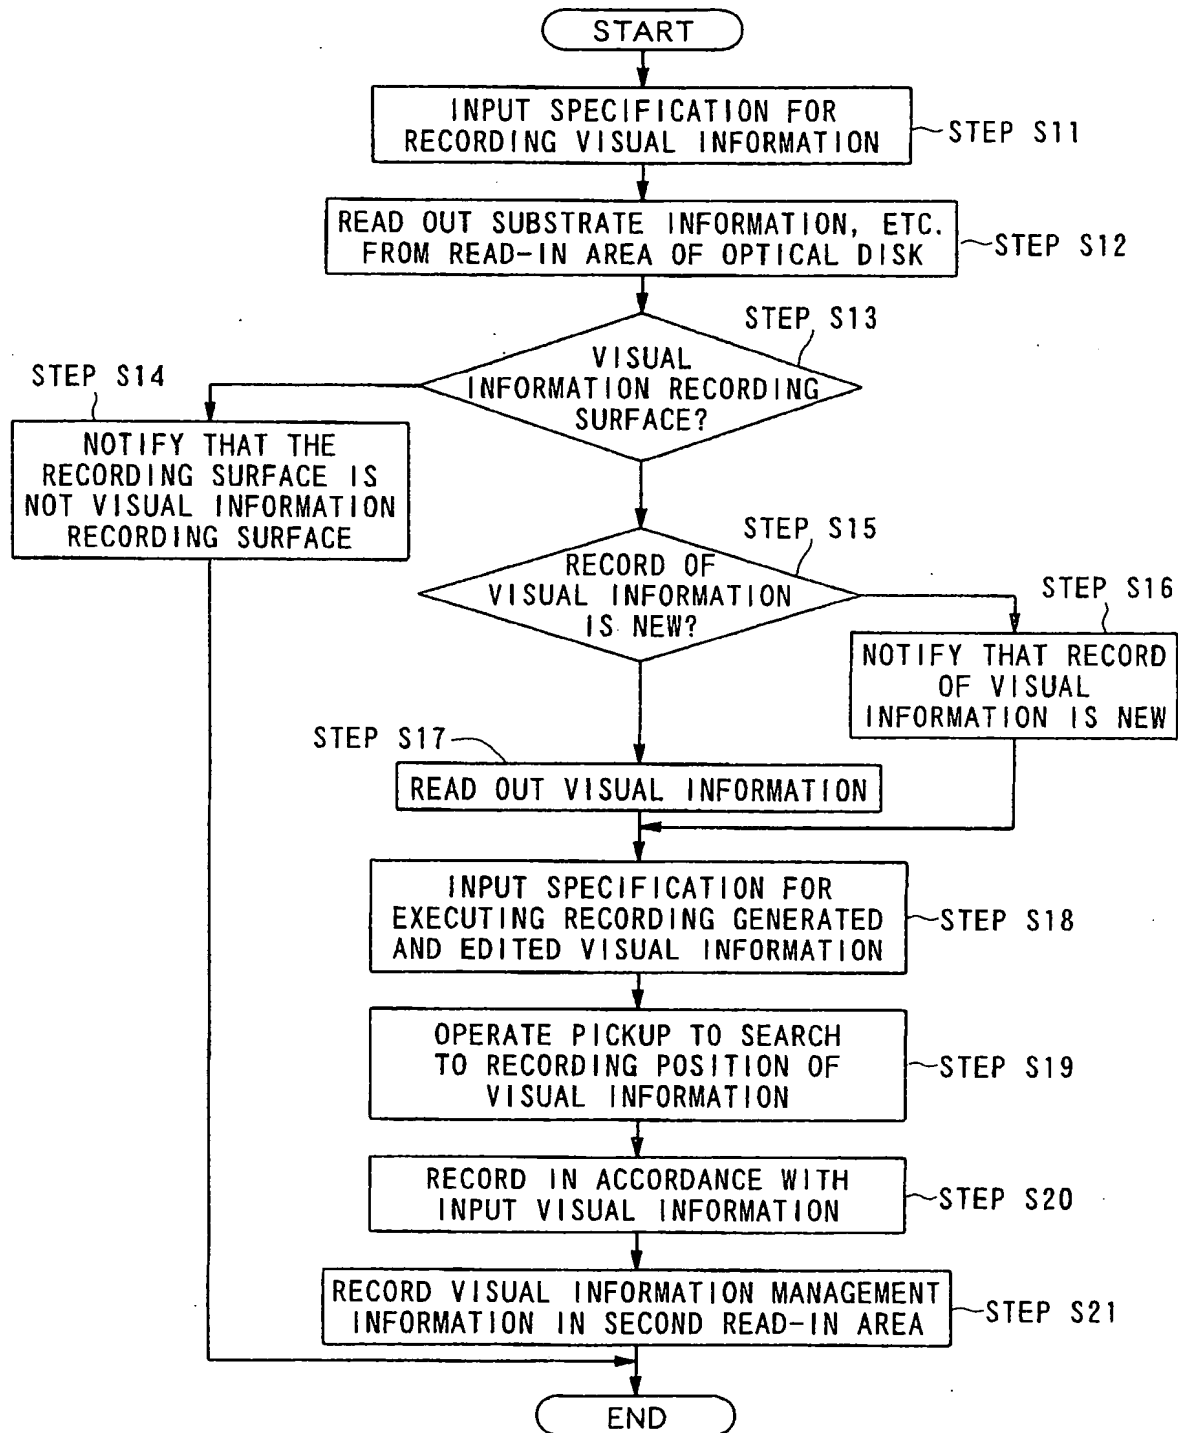 START
INPUT SPECIFICATION FOR
RECORDING VISUAL INFORMATION
STEP S11
READ OUT SUBSTRATE INFORMATION, ETC.
FROM READ-IN AREA OF OPTICAL DISK
STEP S12
STEP S13
VISUAL
INFORMATION RECORDING
SURFACE?
STEP S14
NOTIFY THAT THE
RECORDING SURFACE IS
NOT VISUAL INFORMATION
RECORDING SURFACE
STEP S15
RECORD OF
VISUAL INFORMATION
IS NEW?
STEP S16
NOTIFY THAT RECORD
OF VISUAL
INFORMATION IS NEW
STEP S17
READ OUT VISUAL INFORMATION
INPUT SPECIFICATION FOR
EXECUTING RECORDING GENERATED
AND EDITED VISUAL INFORMATION
STEP S18
OPERATE PICKUP TO SEARCH
TO RECORDING POSITION OF
VISUAL INFORMATION
STEP S19
RECORD IN ACCORDANCE WITH
INPUT VISUAL INFORMATION
STEP S20
RECORD VISUAL INFORMATION MANAGEMENT
INFORMATION IN SECOND READ-IN AREA
STEP S21
END